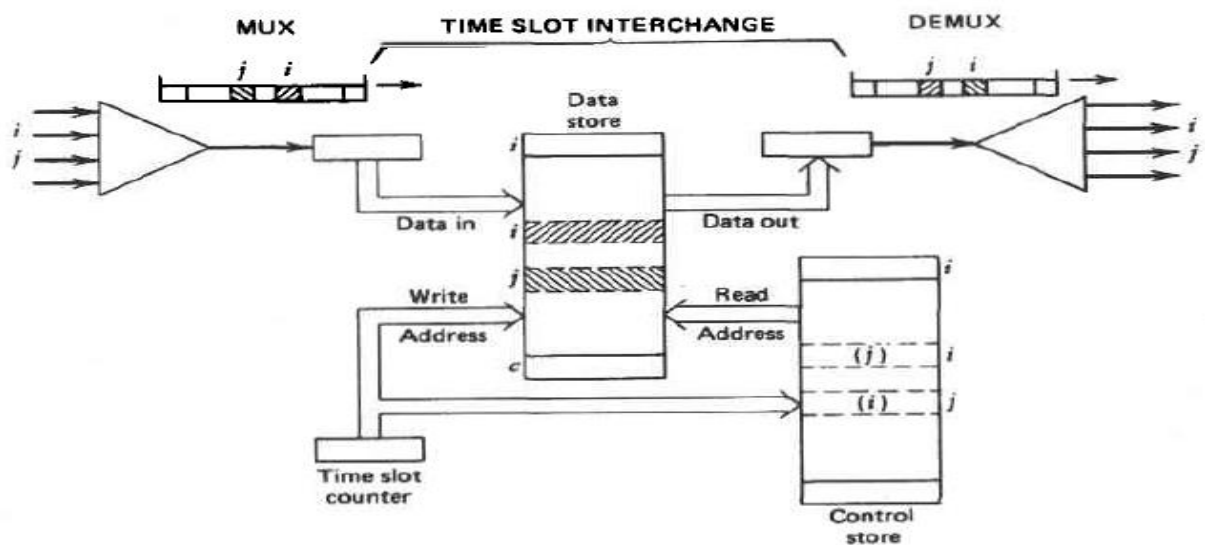 MUX
TIME SLOT INTERCHANGE
DEMUX
j i
j i
Data
store
i
i
j
i
j
i
Data in
Data out
i
j
i
Write
Address
Read
Address
c
(j) i
(i) j
Time slot
counter
Control
store